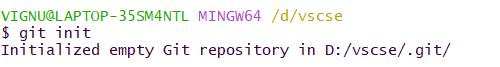 VIGNU@LAPTOP-35SM4NTL MINGW64 /d/vscse
$ git init
Initialized empty Git repository in D:/vscse/.git/